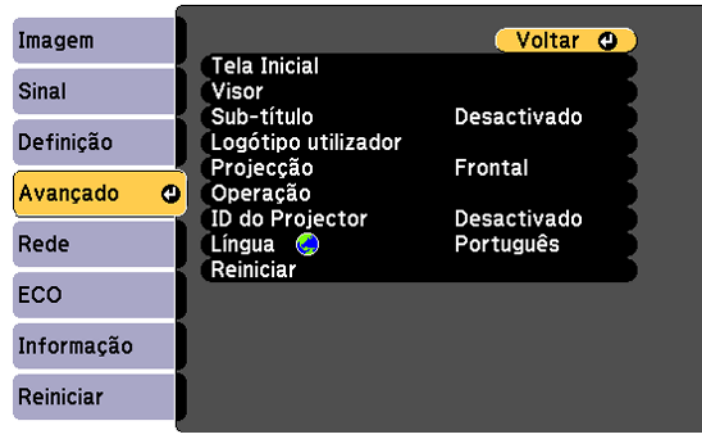 Imagem
Sinal
Definição
Avançado
Rede
ECO
Informação
Reiniciar
Voltar
Tela Inicial
Visor
Sub-título Desactivado
Logótipo utilizador
Projecção Frontal
Operação
ID do Projector Desactivado
Língua Português
Reiniciar